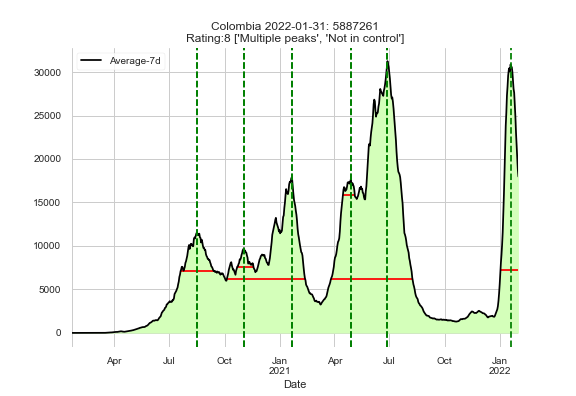 Colombia 2022-01-31: 5887261
Rating:8 ['Multiple peaks', 'Not in control']
Average-7d
30000
25000
20000
15000
10000
5000
0
Apr Jul Oct Jan Apr Jul Oct Jan
2021 2022
Date